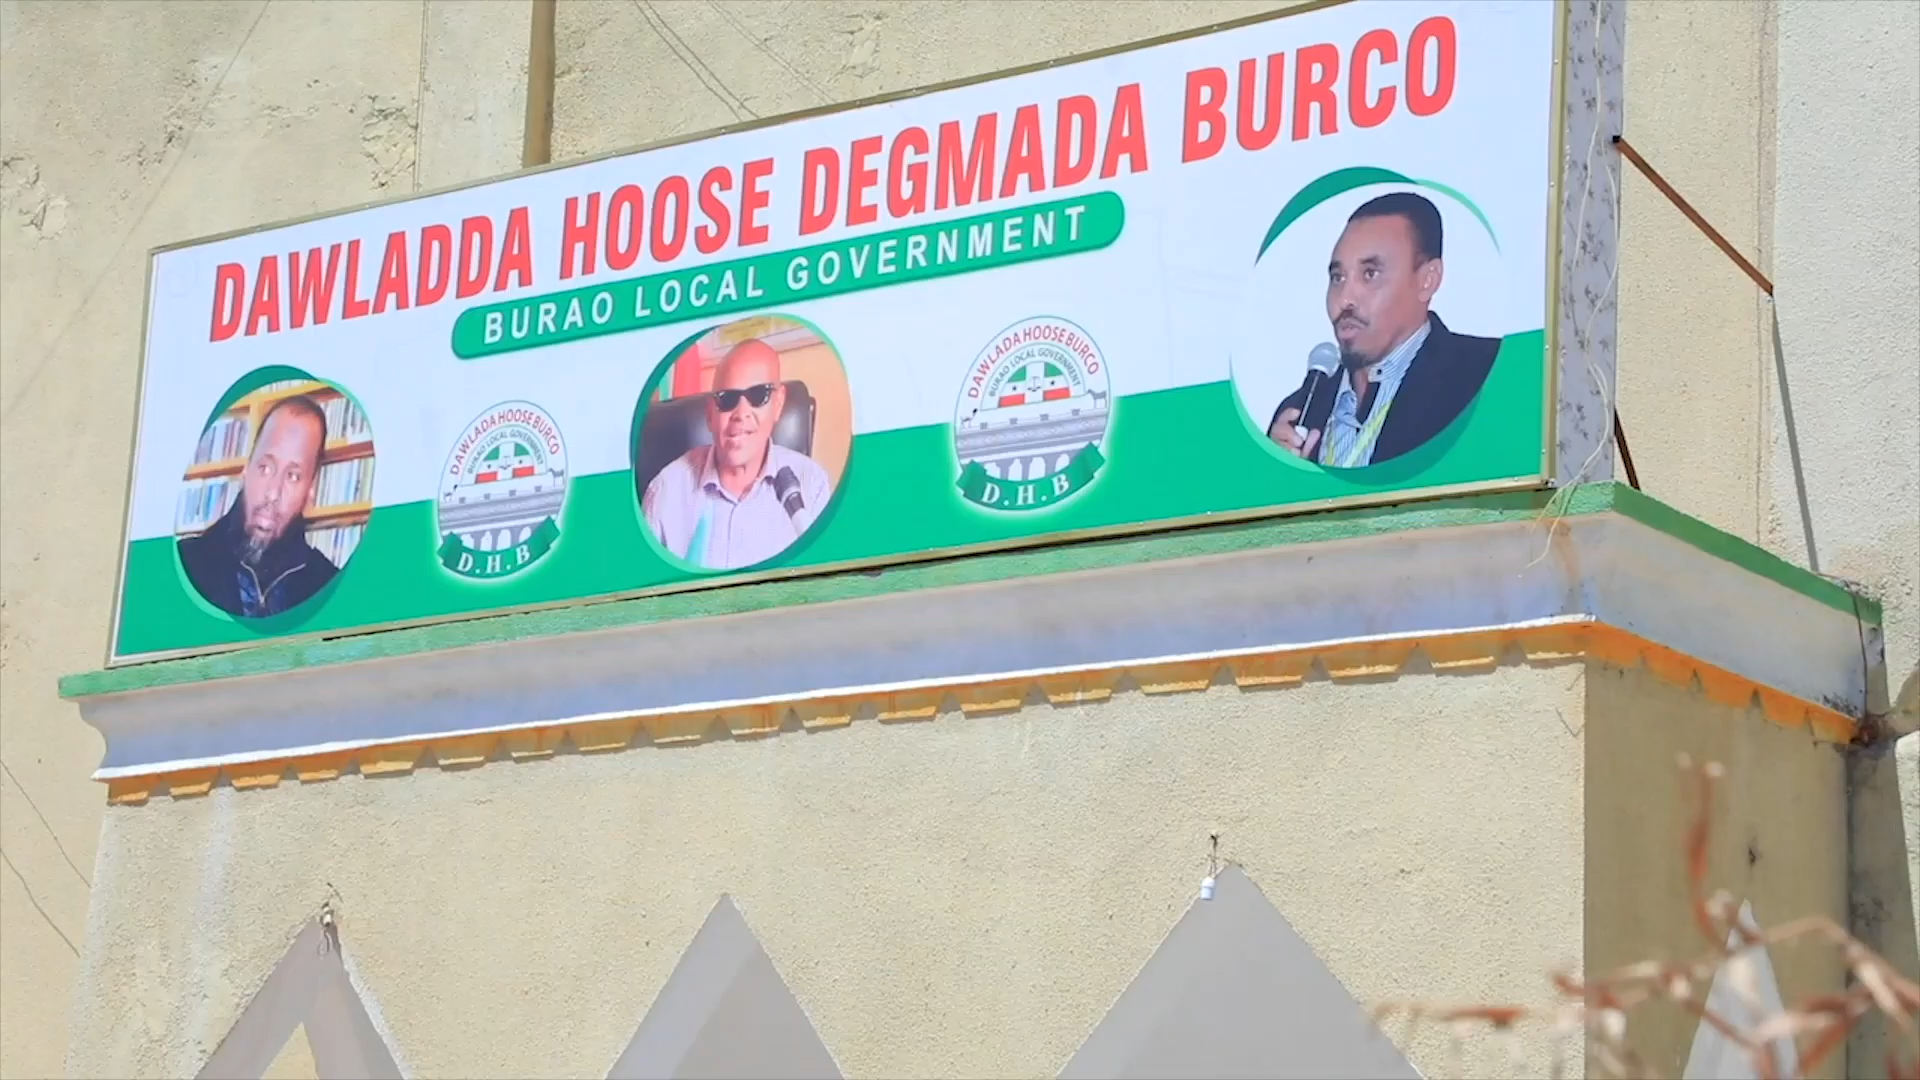 DAWLADDA HOOSE DEGMADA BURCO
BURAO LOCAL GOVERNMENT
DAWLADA HOOSE BURCO
BURAO LOCAL GOVERNMENT
D.H.B
DAWLADA HOOSE BURCO
BURAO LOCAL GOVERNMENT
D.H.B